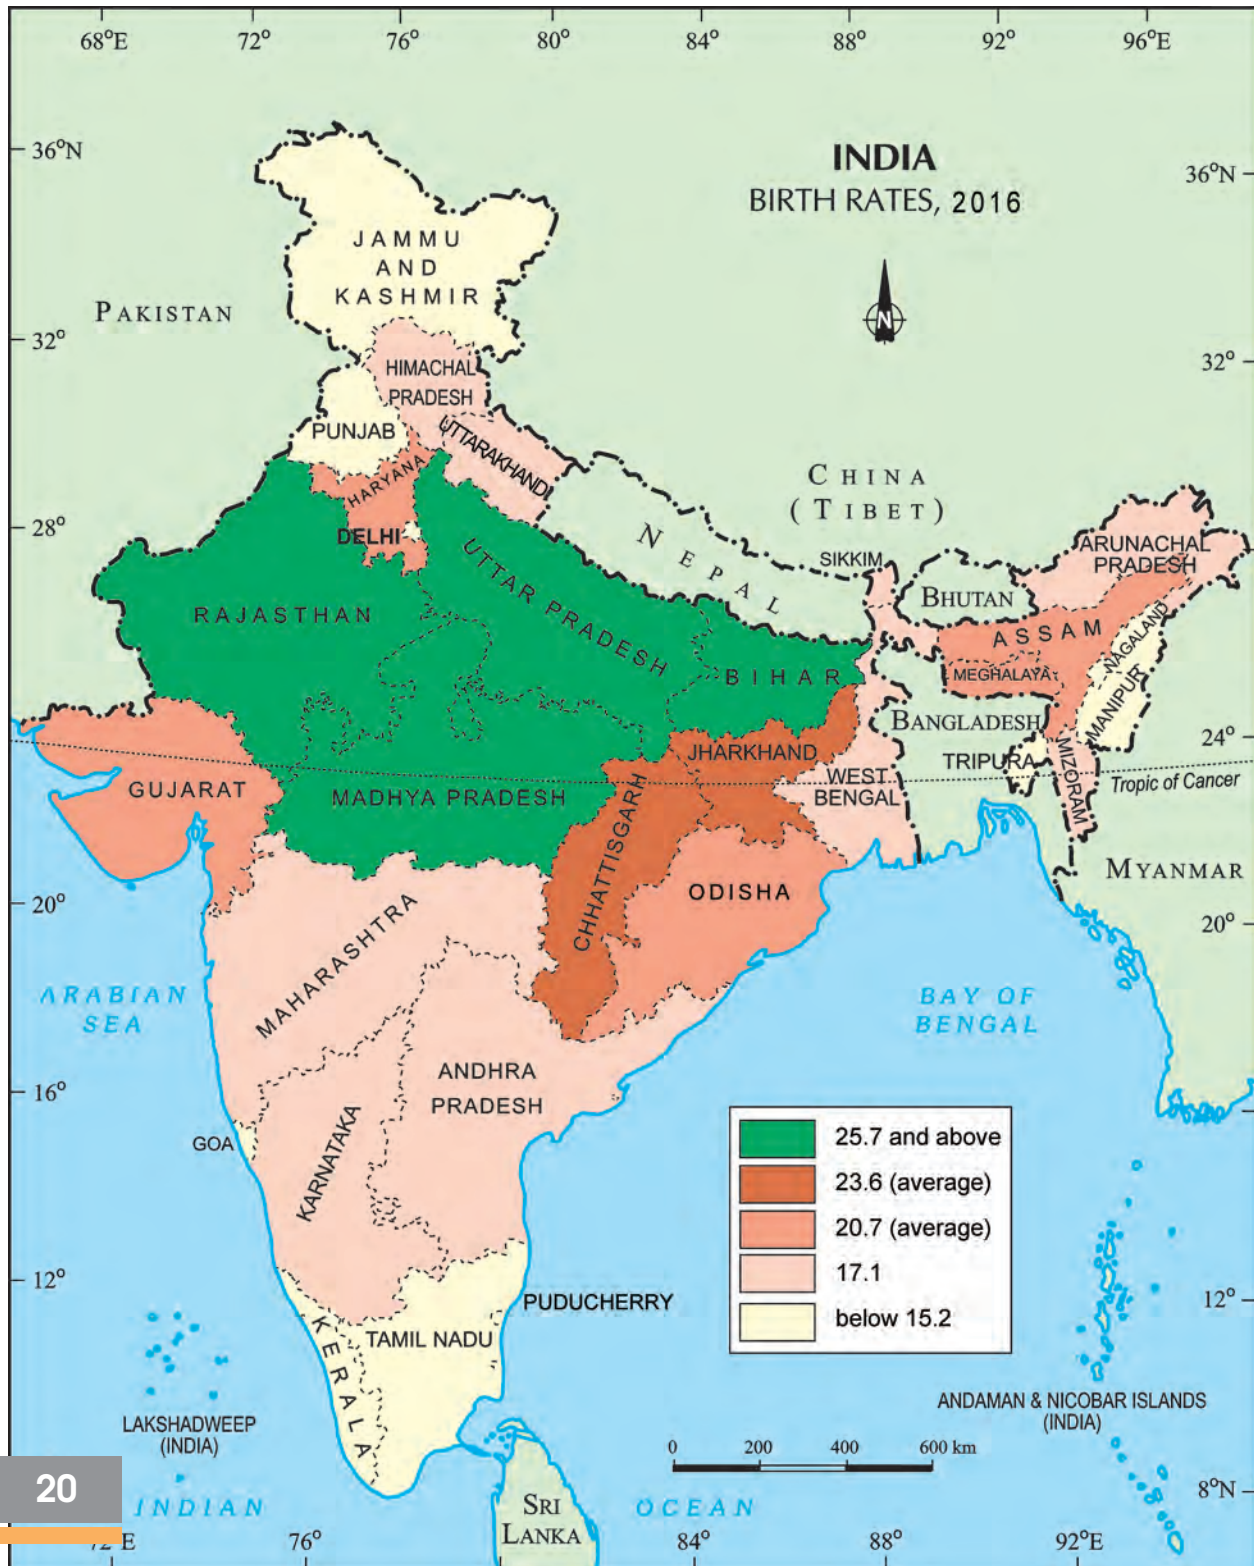 68°E 72° 76° 80° 84° 88° 92° 96°E
36°N
36°N
INDIA
BIRTH RATES, 2016
N
JAMMU
AND
KASHMIR
PAKISTAN
32°
32°
HIMACHAL
PRADESH
PUNJAB
UTTARAKHAND
HARYANA
CHINA
(TIBET)
28°
28°
DELHI
NEPAL
SIKKIM
ARUNACHAL
PRADESH
BHUTAN
RAJASTHAN
UTTAR PRADESH
ASSAM
NAGALAND
BIHAR
MEGHALAYA
MANIPUR
BANGLADESH
24°
JHARKHAND
TRIPURA
MIZORAM
Tropic of Cancer
GUJARAT
MADHYA PRADESH
WEST
BENGAL
CHHATTISGARH
MYANMAR
ODISHA
20°
20°
MAHARASHTRA
ARABIAN
SEA
BAY OF
BENGAL
ANDHRA
PRADESH
16°
16°
GOA
KARNATAKA
25.7 and above
23.6 (average)
20.7 (average)
17.1
below 15.2
12°
12°
PUDUCHERRY
TAMIL NADU
KERALA
LAKSHADWEEP
(INDIA)
ANDAMAN & NICOBAR ISLANDS
(INDIA)
0 200 400 600 km
20
8°N
INDIAN
OCEAN
SRI
LANKA
72°E 76° 84° 88° 92°E